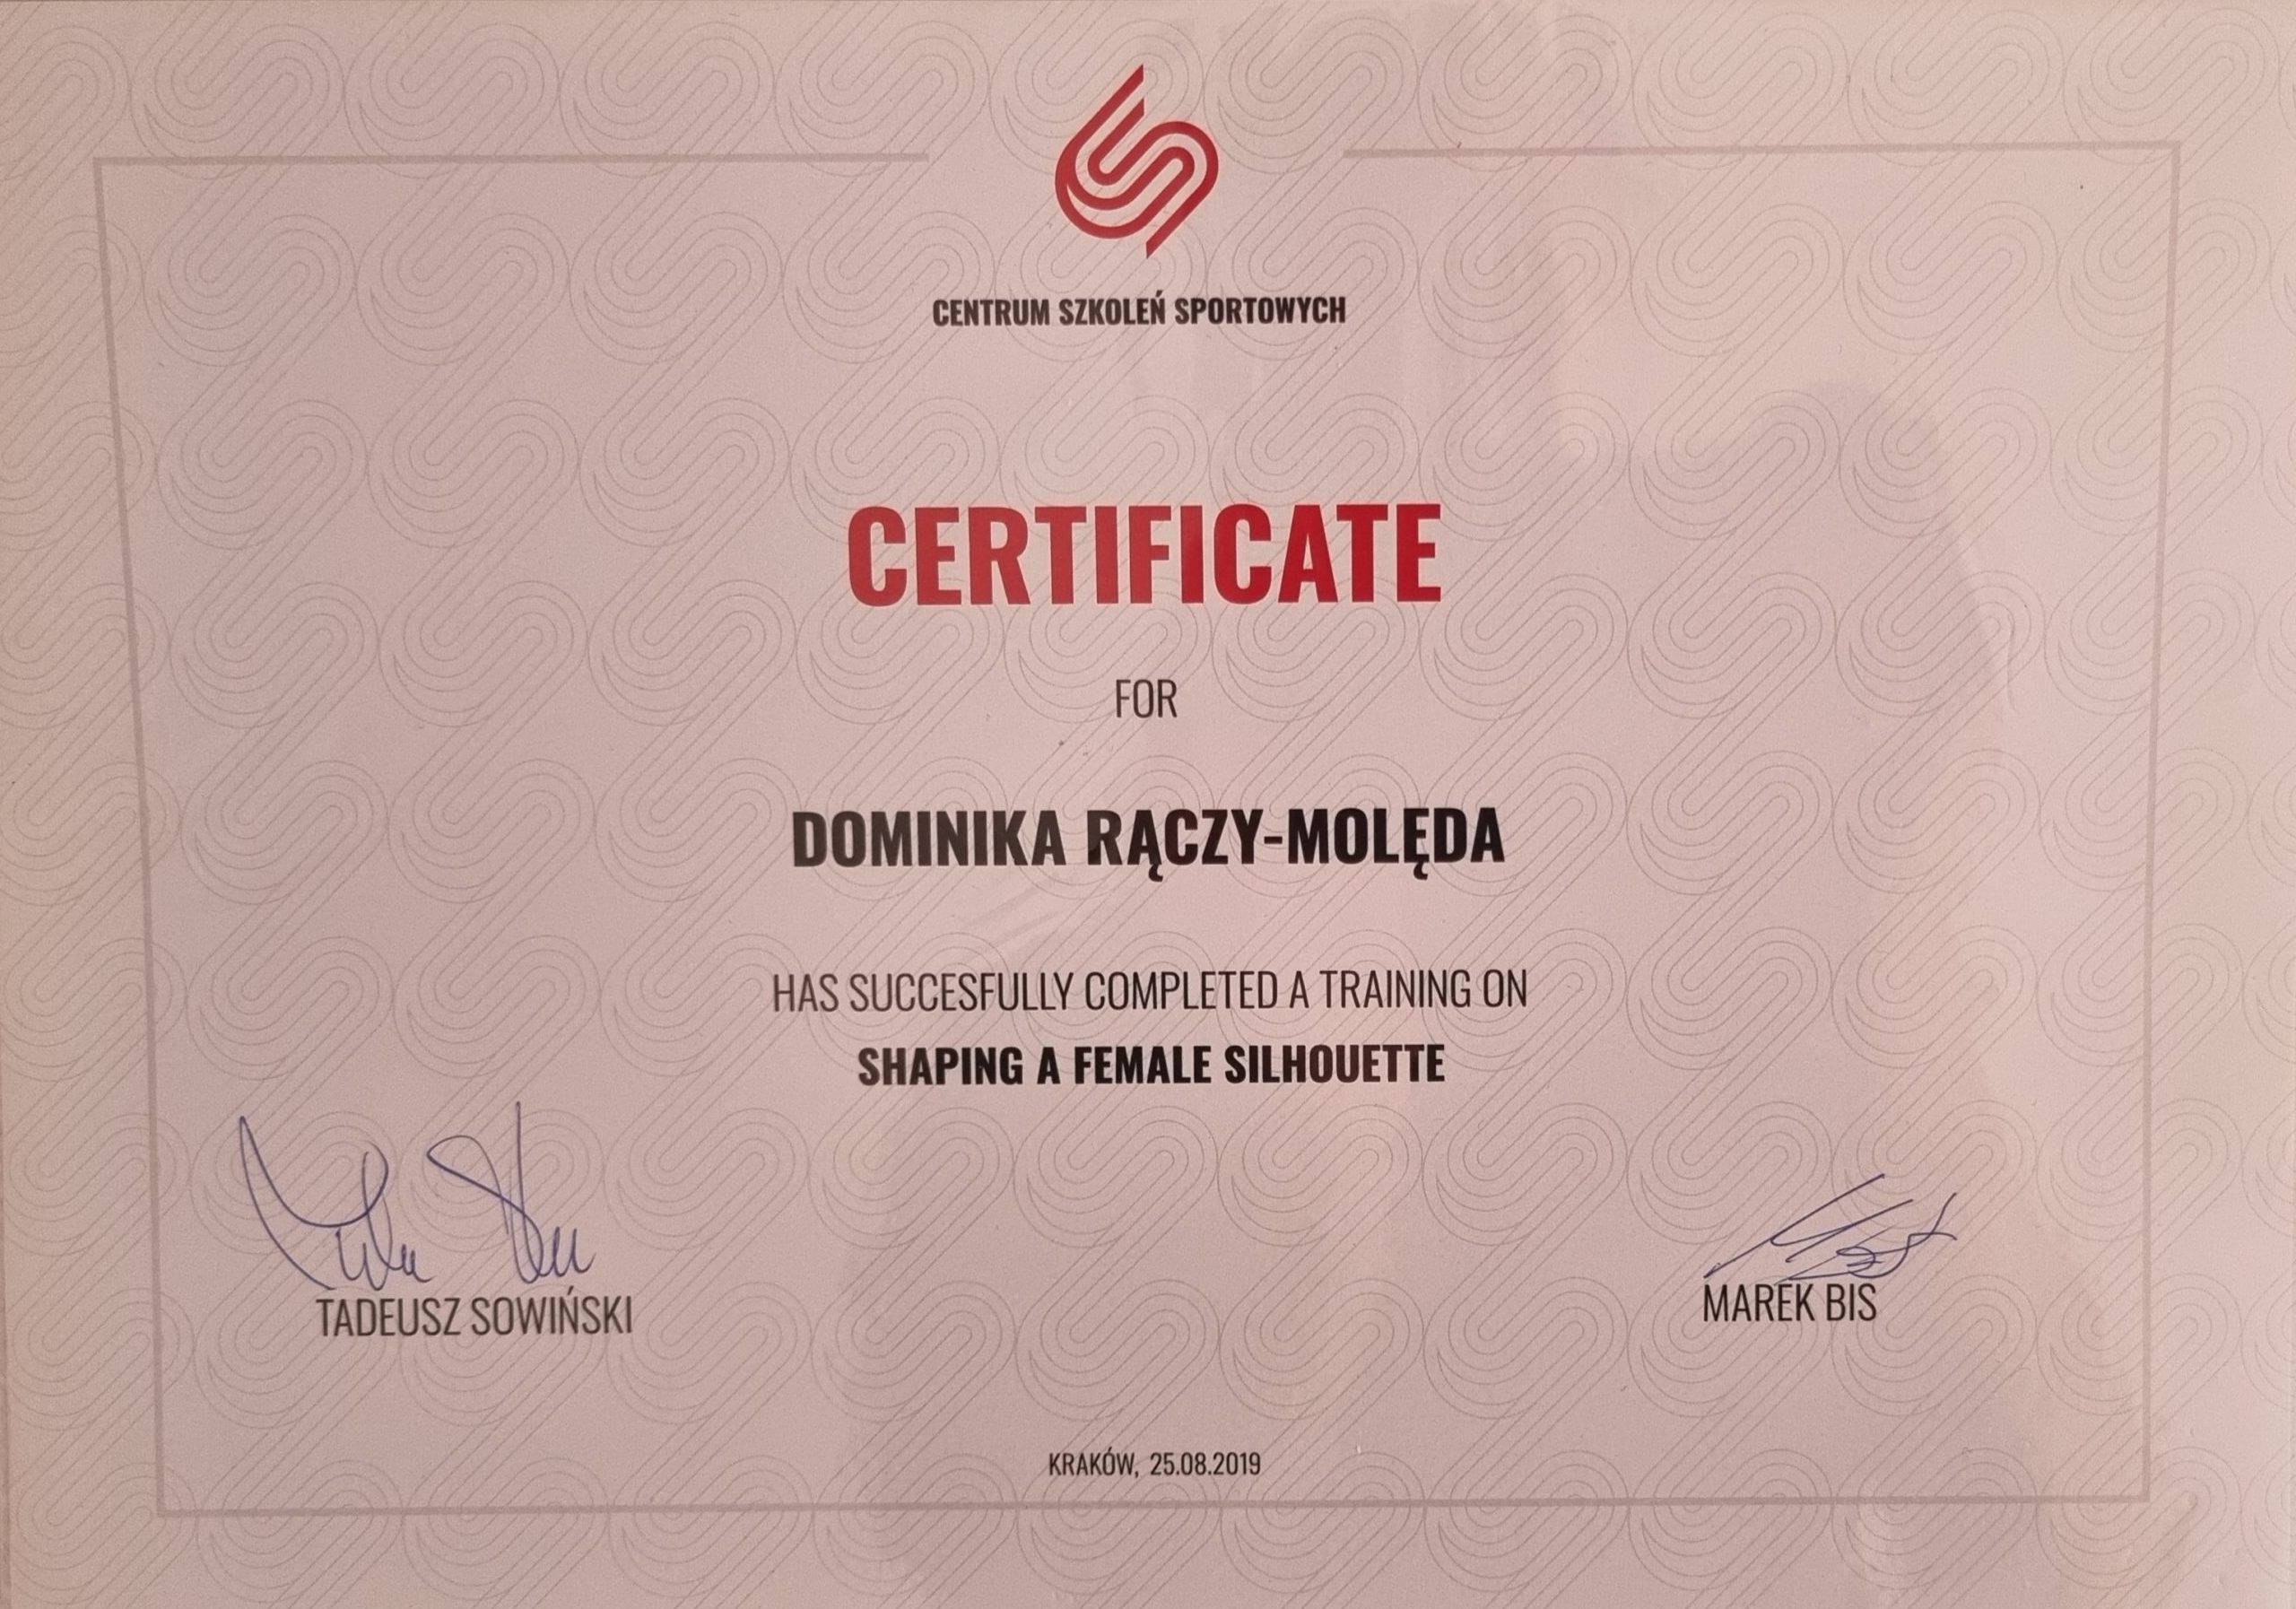 CENTRUM SZKOLEŃ SPORTOWYCH
CERTIFICATE
FOR
DOMINIKA RĄCZY-MOLĘDA
HAS SUCCESFULLY COMPLETED A TRAINING ON
SHAPING A FEMALE SILHOUETTE
TADEUSZ SOWIŃSKI
MAREK BIS
KRAKÓW, 25.08.2019